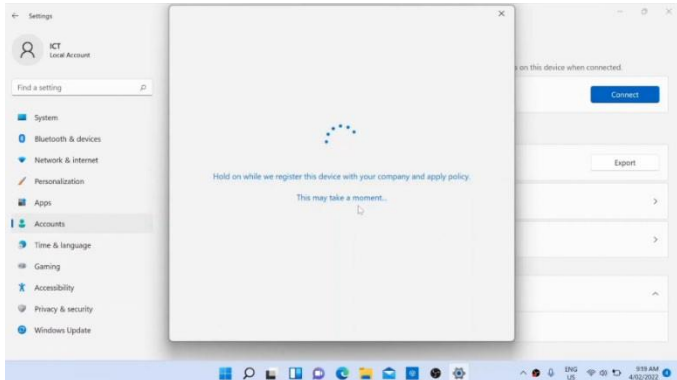 Settings
ICT
Local Account
Find a setting
System
Bluetooth & devices
Network & internet
Personalization
Apps
Accounts
Time & language
Gaming
Accessibility
Privacy & security
Windows Update
Hold on while we register this device with your company and apply policy.
This may take a moment...
s on this device when connected.
Connect
Export
ENG
US
9:19 AM
4/02/2022